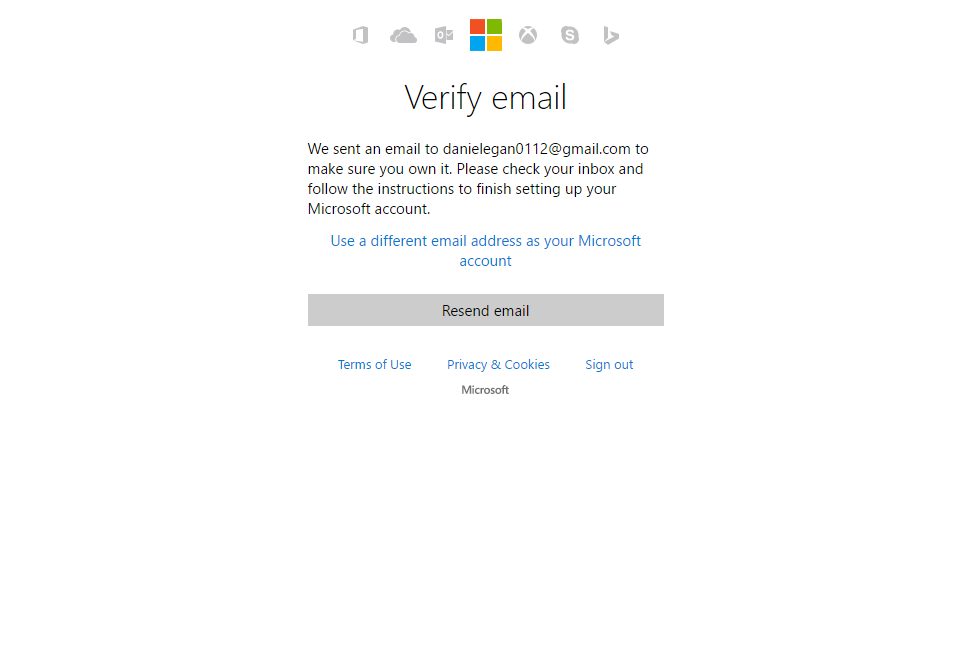 Verify email
We sent an email to danielegan0112@gmail.com to
make sure you own it. Please check your inbox and
follow the instructions to finish setting up your
Microsoft account.
Use a different email address as your Microsoft
account
Resend email
Terms of Use Privacy & Cookies Sign out
Microsoft